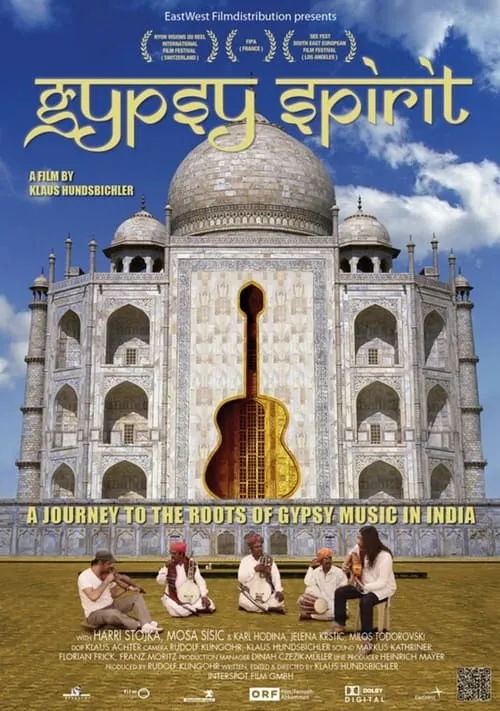 EastWest Filmdistribution presents
NYON VISIONS DU REEL
INTERNATIONAL
FILM FESTIVAL
(SWITZERLAND)
FIPA
(FRANCE)
SEE FEST
SOUTH EAST EUROPEAN
FILM FESTIVAL
(LOS ANGELES)
gypsy spirit
A FILM BY
KLAUS HUNDSBICHLER
A JOURNEY TO THE ROOTS OF GYPSY MUSIC IN INDIA
WITH HARRI STOJKA, MOSA SISIC & KARL HODINA, JELENA KRSTIC, MILOS TODOROVSKI
DOP KLAUS ACHTER CAMERA RUDOLF KLINGOHR, KLAUS HUNDSBICHLER SOUND MARKUS KATHRINER
FLORIAN FRICK, FRANZ MORITZ PRODUCTION MANAGER DINAH CZEZIK-MÜLLER LINE PRODUCER HEINRICH MAYER
PRODUCED BY RUDOLF KLINGOHR WRITTEN, EDITED & DIRECTED BY KLAUS HUNDSBICHLER
INTERSPOT FILM GMBH
ORF
DOLBY
DIGITAL